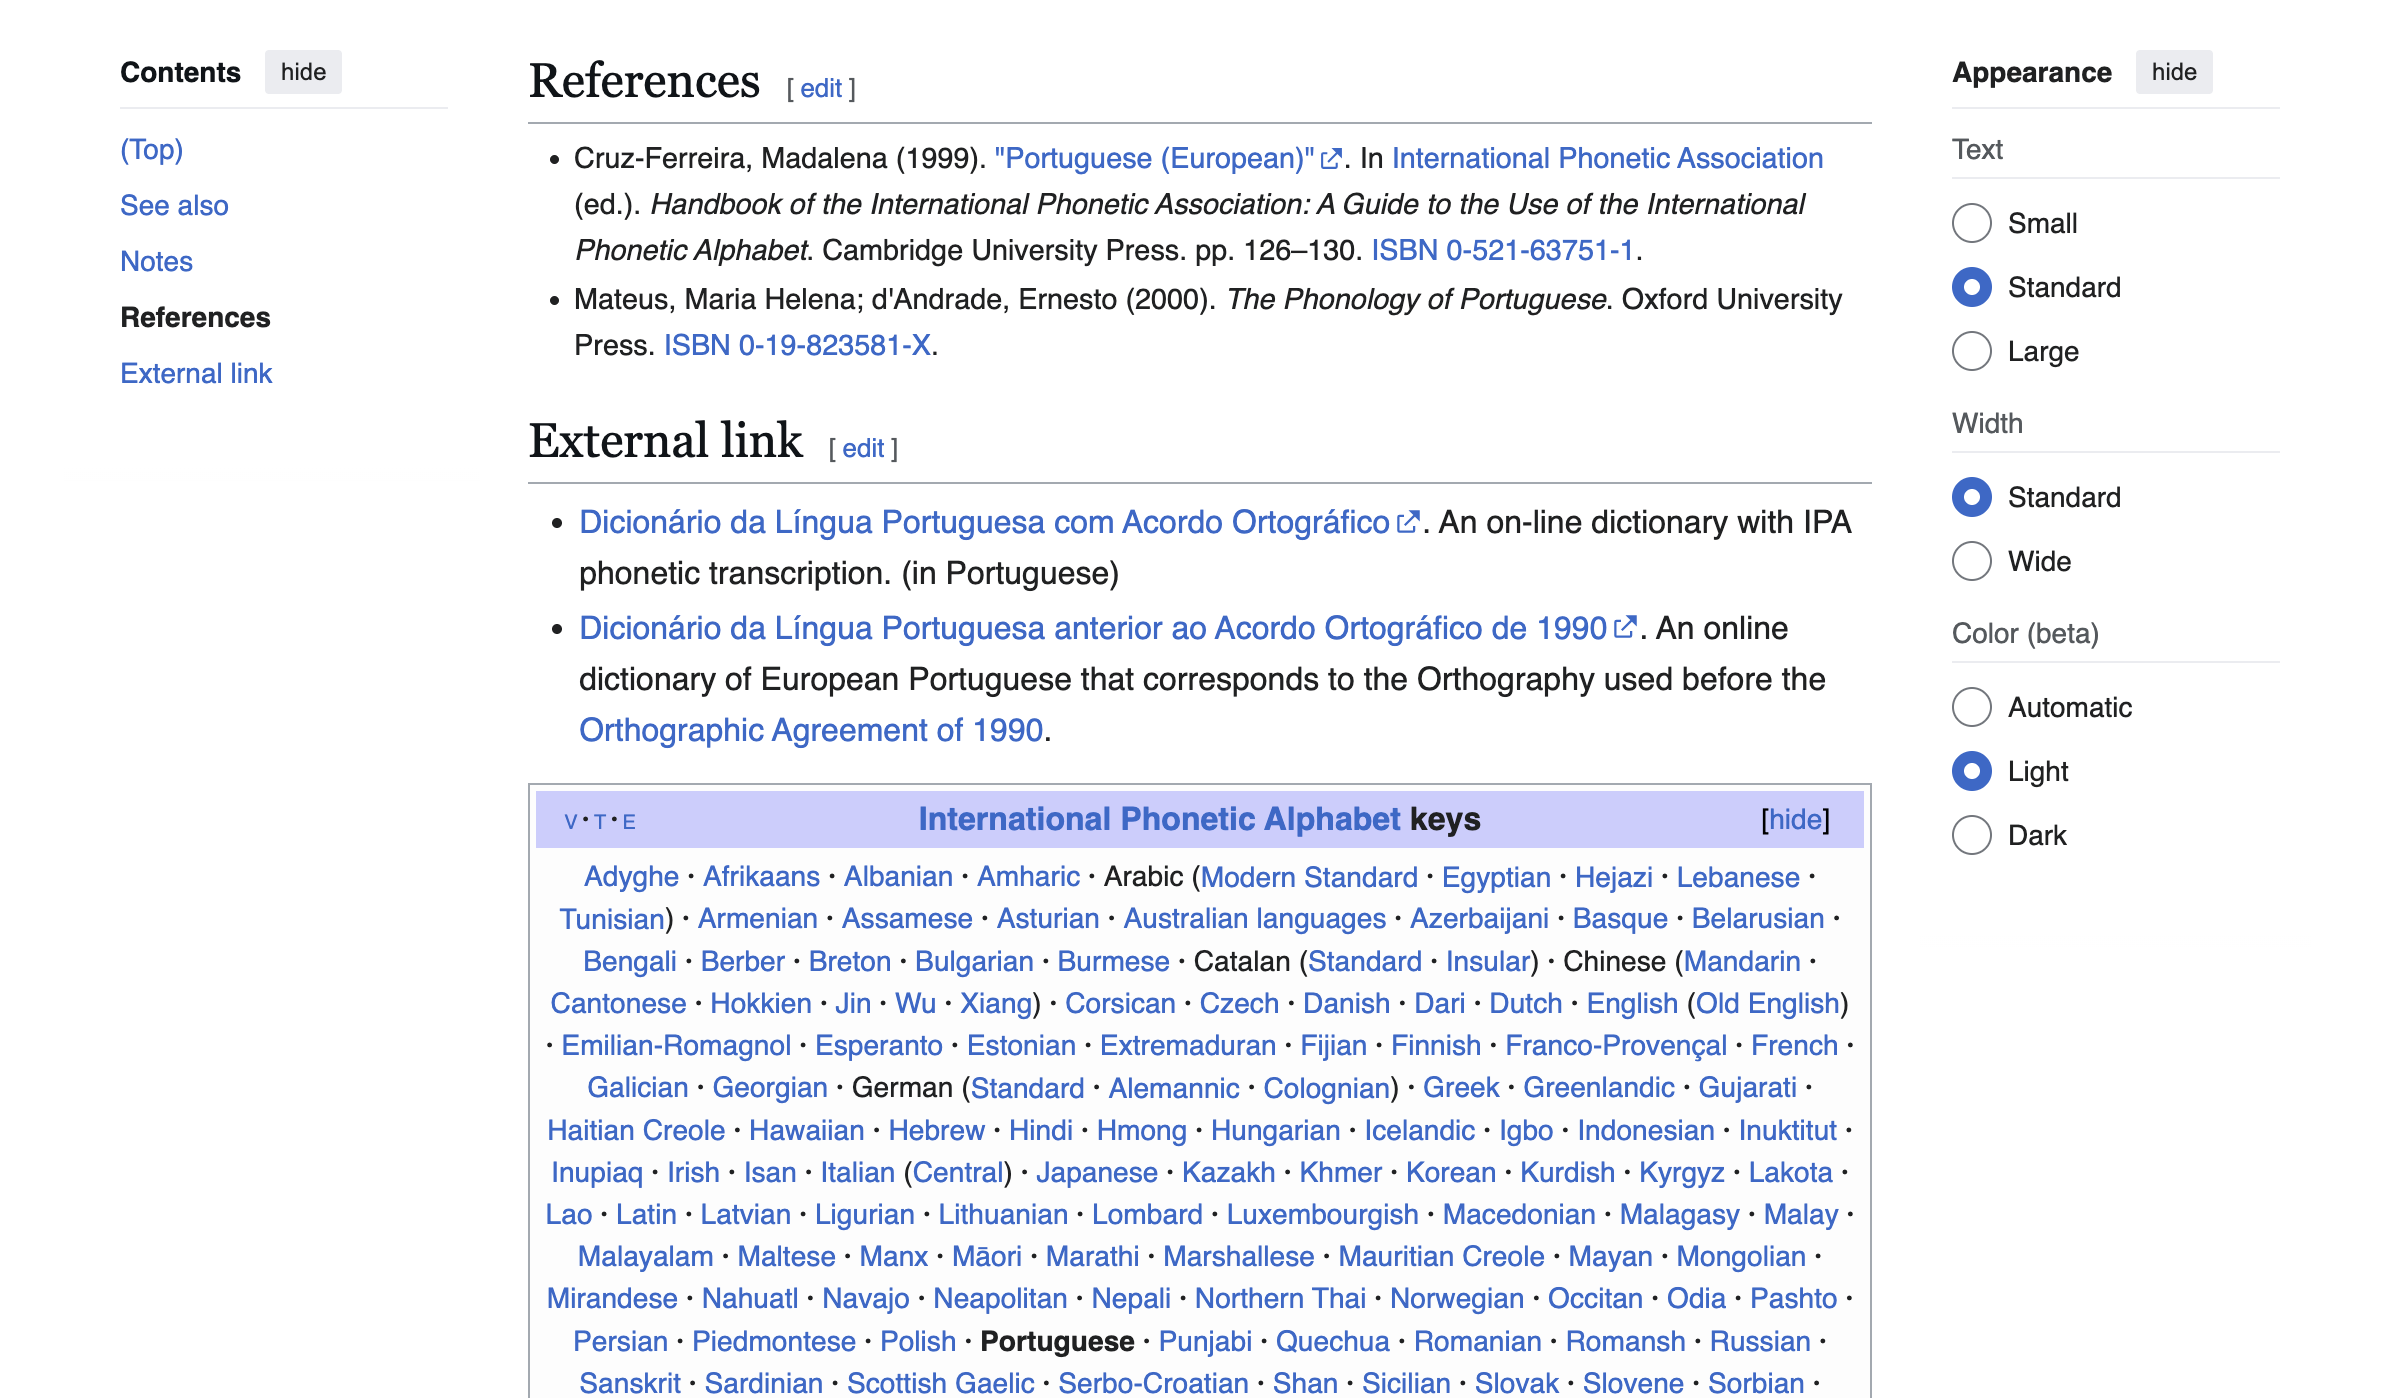 Contents hide
(Top)
See also
Notes
References
External link
References [ edit ]
• Cruz-Ferreira, Madalena (1999). "Portuguese (European)". In International Phonetic Association
(ed.). Handbook of the International Phonetic Association: A Guide to the Use of the International
Phonetic Alphabet. Cambridge University Press. pp. 126–130. ISBN 0-521-63751-1.
• Mateus, Maria Helena; d'Andrade, Ernesto (2000). The Phonology of Portuguese. Oxford University
Press. ISBN 0-19-823581-X.
External link [ edit ]
• Dicionário da Língua Portuguesa com Acordo Ortográfico. An on-line dictionary with IPA
phonetic transcription. (in Portuguese)
• Dicionário da Língua Portuguesa anterior ao Acordo Ortográfico de 1990. An online
dictionary of European Portuguese that corresponds to the Orthography used before the
Orthographic Agreement of 1990.
V · T · E International Phonetic Alphabet keys [hide]
Adyghe · Afrikaans · Albanian · Amharic · Arabic (Modern Standard · Egyptian · Hejazi · Lebanese ·
Tunisian) · Armenian · Assamese · Asturian · Australian languages · Azerbaijani · Basque · Belarusian ·
Bengali · Berber · Breton · Bulgarian · Burmese · Catalan (Standard · Insular) · Chinese (Mandarin ·
Cantonese · Hokkien · Jin · Wu · Xiang) · Corsican · Czech · Danish · Dari · Dutch · English (Old English)
· Emilian-Romagnol · Esperanto · Estonian · Extremaduran · Fijian · Finnish · Franco-Provençal · French ·
Galician · Georgian · German (Standard · Alemannic · Colognian) · Greek · Greenlandic · Gujarati ·
Haitian Creole · Hawaiian · Hebrew · Hindi · Hmong · Hungarian · Icelandic · Igbo · Indonesian · Inuktitut ·
Inupiaq · Irish · Isan · Italian (Central) · Japanese · Kazakh · Khmer · Korean · Kurdish · Kyrgyz · Lakota ·
Lao · Latin · Latvian · Ligurian · Lithuanian · Lombard · Luxembourgish · Macedonian · Malagasy · Malay ·
Malayalam · Maltese · Manx · Māori · Marathi · Marshallese · Mauritian Creole · Mayan · Mongolian ·
Mirandese · Nahuatl · Navajo · Neapolitan · Nepali · Northern Thai · Norwegian · Occitan · Odia · Pashto ·
Persian · Piedmontese · Polish · Portuguese · Punjabi · Quechua · Romanian · Romansh · Russian ·
Sanskrit · Sardinian · Scottish Gaelic · Serbo-Croatian · Shan · Sicilian · Slovak · Slovene · Sorbian ·
Appearance hide
Text
Small
Standard
Large
Width
Standard
Wide
Color (beta)
Automatic
Light
Dark